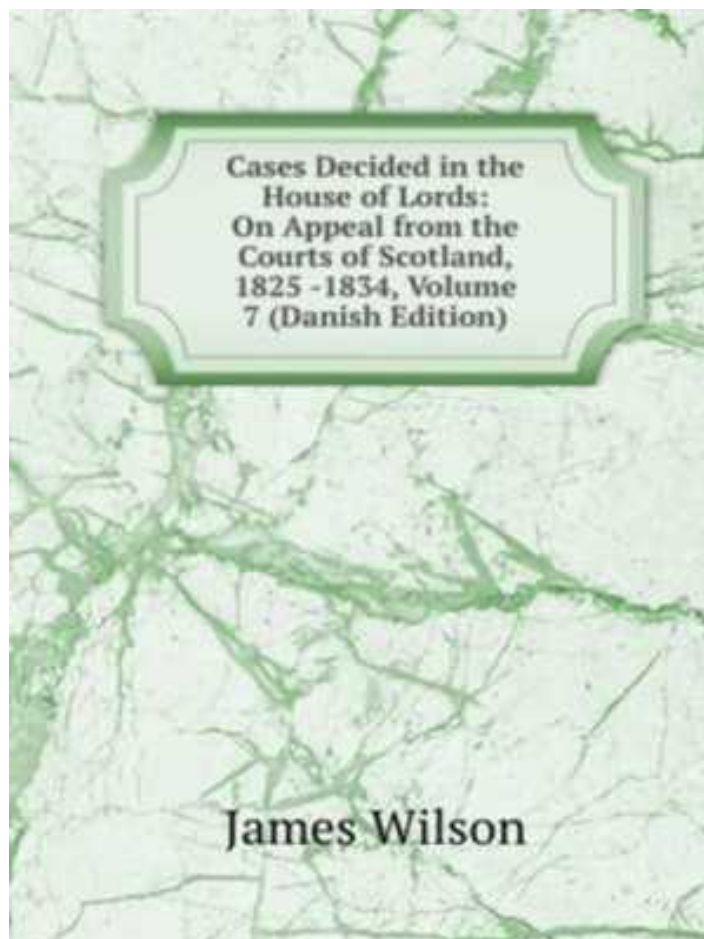 Cases Decided in the
House of Lords:
On Appeal from the
Courts of Scotland,
1825 -1834, Volume
7 (Danish Edition)
James Wilson